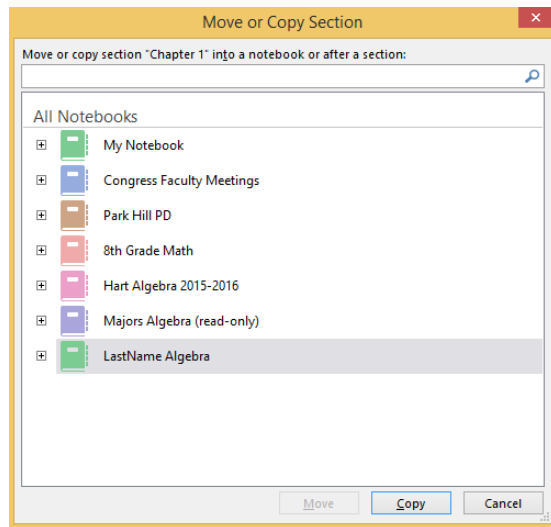 Move or Copy Section
Move or copy section "Chapter 1" into a notebook or after a section:
All Notebooks
My Notebook
Congress Faculty Meetings
Park Hill PD
8th Grade Math
Hart Algebra 2015-2016
Majors Algebra (read-only)
LastName Algebra
Move Copy Cancel